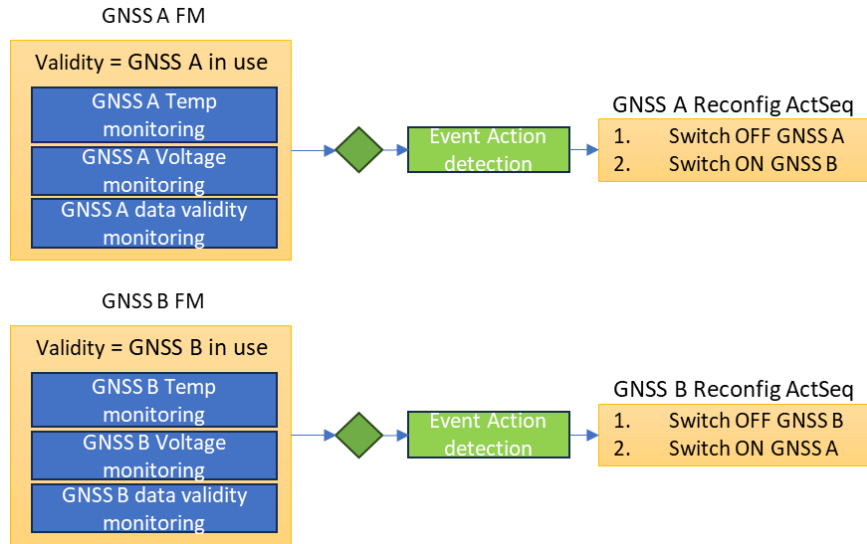 GNSS A FM
Validity = GNSS A in use
GNSS A Temp
monitoring
GNSS A Voltage
monitoring
GNSS A data validity
monitoring
Event Action
detection
GNSS A Reconfig ActSeq
1. Switch OFF GNSS A
2. Switch ON GNSS B
GNSS B FM
Validity = GNSS B in use
GNSS B Temp
monitoring
GNSS B Voltage
monitoring
GNSS B data validity
monitoring
Event Action
detection
GNSS B Reconfig ActSeq
1. Switch OFF GNSS B
2. Switch ON GNSS A